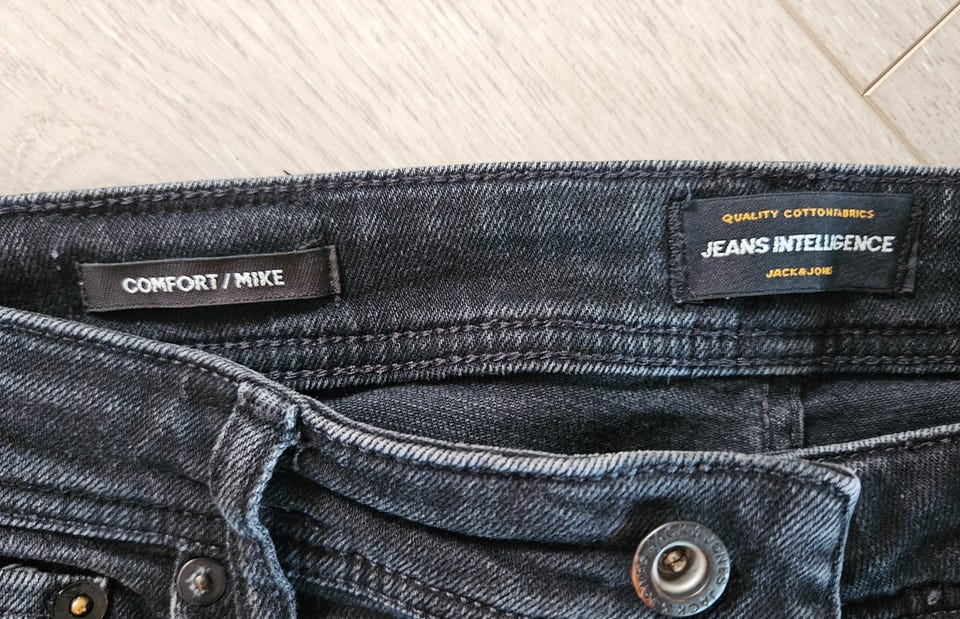 COMFORT / MIKE
QUALITY COTTON FABRICS
JEANS INTELLIGENCE
JACK & JONES